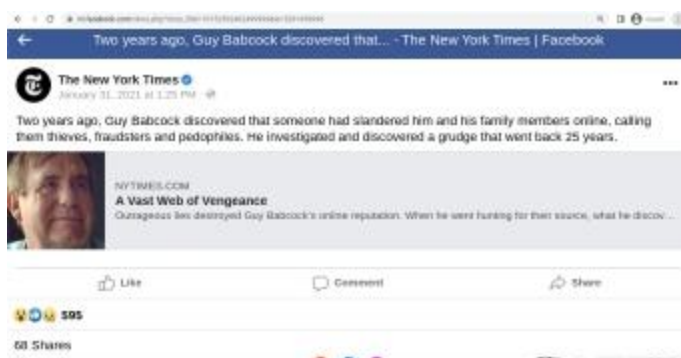 Two years ago, Guy Babcock discovered that... - The New York Times | Facebook
The New York Times
January 31, 2021 at 1:25 PM
Two years ago, Guy Babcock discovered that someone had slandered him and his family members online, calling
them thieves, fraudsters and pedophiles. He investigated and discovered a grudge that went back 25 years.
NYTIMES.COM
A Vast Web of Vengeance
Outrageous lies destroyed Guy Babcock's online reputation. When he went hunting for their source, what he discov...
Like
Comment
Share
595
68 Shares